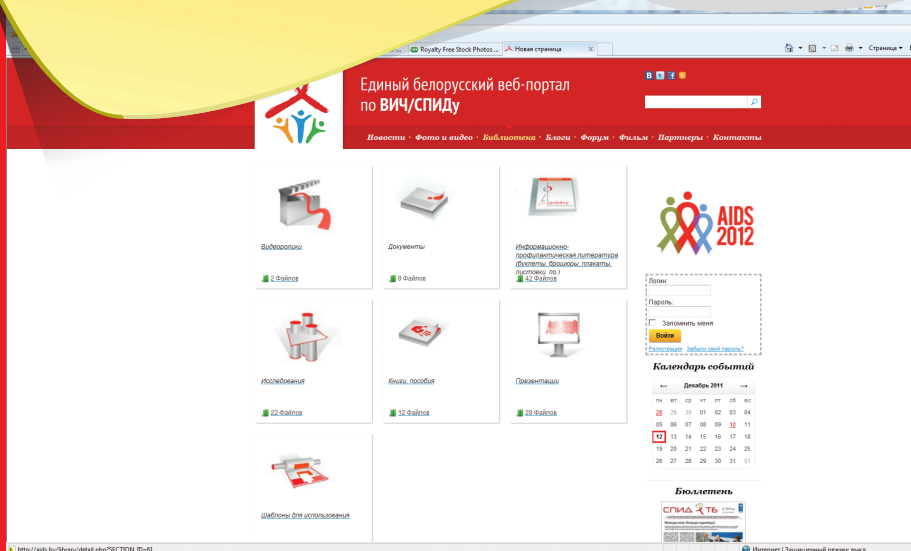 Royalty Free Stock Photos ...
Новая страница
x
Страница
Единый белорусский веб-портал
по ВИЧ/СПИДу
Новости · Фото и видео · Библиотека · Блоги · Форум · Фильм · Партнеры · Контакты
Видеоролики
2 Файлов
Документы
9 Файлов
Информационно-
профилактическая литература
(буклеты, брошюры, плакаты,
листовки, пр.)
42 Файлов
Исследования
22 Файлов
Книги, пособия
12 Файлов
Презентации
28 Файлов
Шаблоны для использования
AIDS
2012
Логин:
Пароль:
Запомнить меня
Войти
Регистрация Забыли свой пароль?
Календарь событий
← Декабрь 2011 →
пн вт ср чт пт сб вс
28 29 30 01 02 03 04
05 06 07 08 09 10 11
12 13 14 15 16 17 18
19 20 21 22 23 24 25
26 27 28 29 30 31 01
Бюллетень
СПИД ТБ
http://aids.by/library/detail.php?SECTION_ID=61
Интернет | Защищенный режим: выкл.